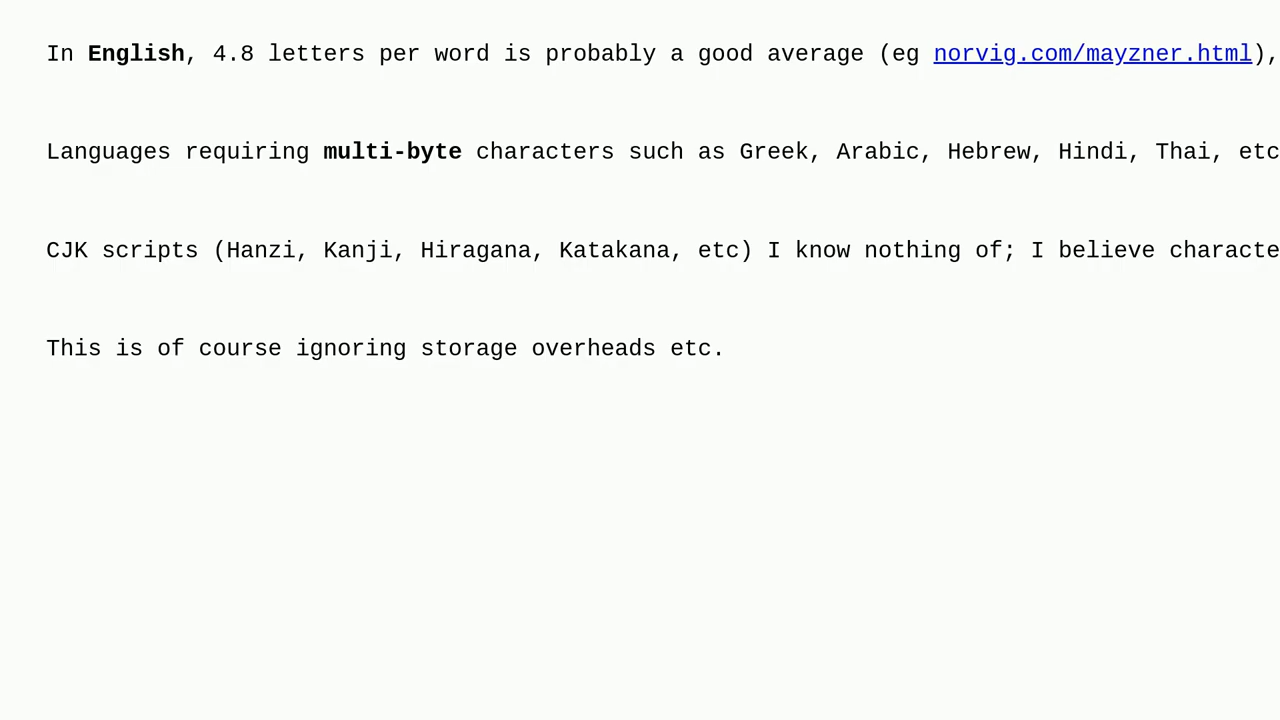 In English, 4.8 letters per word is probably a good average (eg norvig.com/mayzner.html),
Languages requiring multi-byte characters such as Greek, Arabic, Hebrew, Hindi, Thai, etc
CJK scripts (Hanzi, Kanji, Hiragana, Katakana, etc) I know nothing of; I believe characte
This is of course ignoring storage overheads etc.